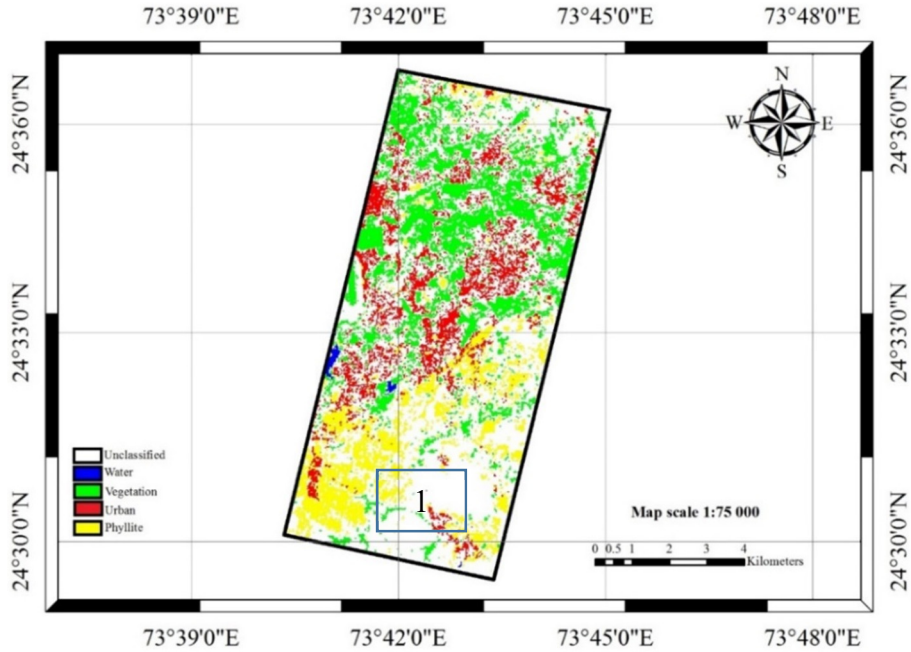 73°39'0"E 73°42'0"E 73°45'0"E 73°48'0"E
N
W E
S
24°36'0"N 24°36'0"N
24°33'0"N 24°33'0"N
Unclassified
Water
Vegetation
Urban
Phyllite
1
Map scale 1:75 000
0 0.5 1 2 3 4
Kilometers
24°30'0"N 24°30'0"N
73°39'0"E 73°42'0"E 73°45'0"E 73°48'0"E